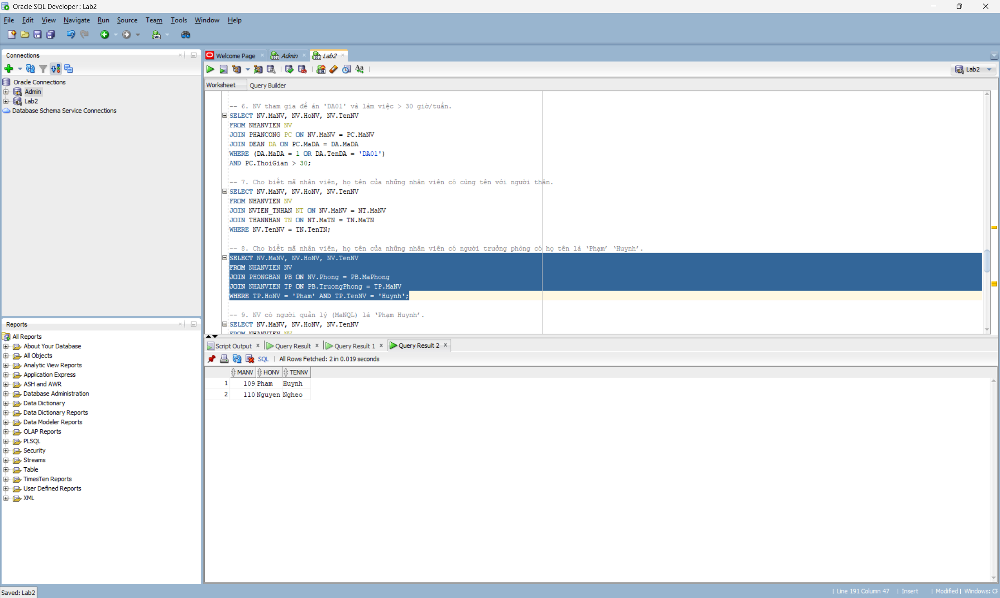 Oracle SQL Developer : Lab2
File Edit View Navigate Run Source Team Tools Window Help
Connections
Oracle Connections
Admin
Lab2
Database Schema Service Connections
Reports
All Reports
About Your Database
All Objects
Analytic View Reports
Application Express
ASH and AWR
Database Administration
Data Dictionary
Data Dictionary Reports
Data Modeler Reports
OLAP Reports
PLSQL
Security
Streams
Table
TimesTen Reports
User Defined Reports
XML
Welcome Page Admin Lab2
Lab2
Worksheet Query Builder
-- 6. NV tham gia đề án 'DA01' và làm việc > 30 giờ/tuần.
SELECT NV.MaNV, NV.HoNV, NV.TenNV
FROM NHANVIEN NV
JOIN PHANCONG PC ON NV.MaNV = PC.MaNV
JOIN DEAN DA ON PC.MaDA = DA.MaDA
WHERE (DA.MaDA = 1 OR DA.TenDA = 'DA01')
AND PC.ThoiGian > 30;
-- 7. Cho biết mã nhân viên, họ tên của những nhân viên có cùng tên với người thân.
SELECT NV.MaNV, NV.HoNV, NV.TenNV
FROM NHANVIEN NV
JOIN NVIEN_TNHAN NT ON NV.MaNV = NT.MaNV
JOIN THANNHAN TN ON NT.MaTN = TN.MaTN
WHERE NV.TenNV = TN.TenTN;
-- 8. Cho biết mã nhân viên, họ tên của những nhân viên có người trưởng phòng có họ tên là ‘Phạm’ ‘Huynh’.
SELECT NV.MaNV, NV.HoNV, NV.TenNV
FROM NHANVIEN NV
JOIN PHONGBAN PB ON NV.Phong = PB.MaPhong
JOIN NHANVIEN TP ON PB.TruongPhong = TP.MaNV
WHERE TP.HoNV = 'Pham' AND TP.TenNV = 'Huynh';
-- 9. NV có người quản lý (MaNQL) là ‘Phạm Huynh’.
SELECT NV.MaNV, NV.HoNV, NV.TenNV
FROM NHANVIEN NV
Script Output Query Result Query Result 1 Query Result 2
SQL All Rows Fetched: 2 in 0.019 seconds
MANV HONV TENNV
1 109 Pham Huynh
2 110 Nguyen Ngheo
Saved: Lab2
Line 191 Column 47 Insert Modified Windows: